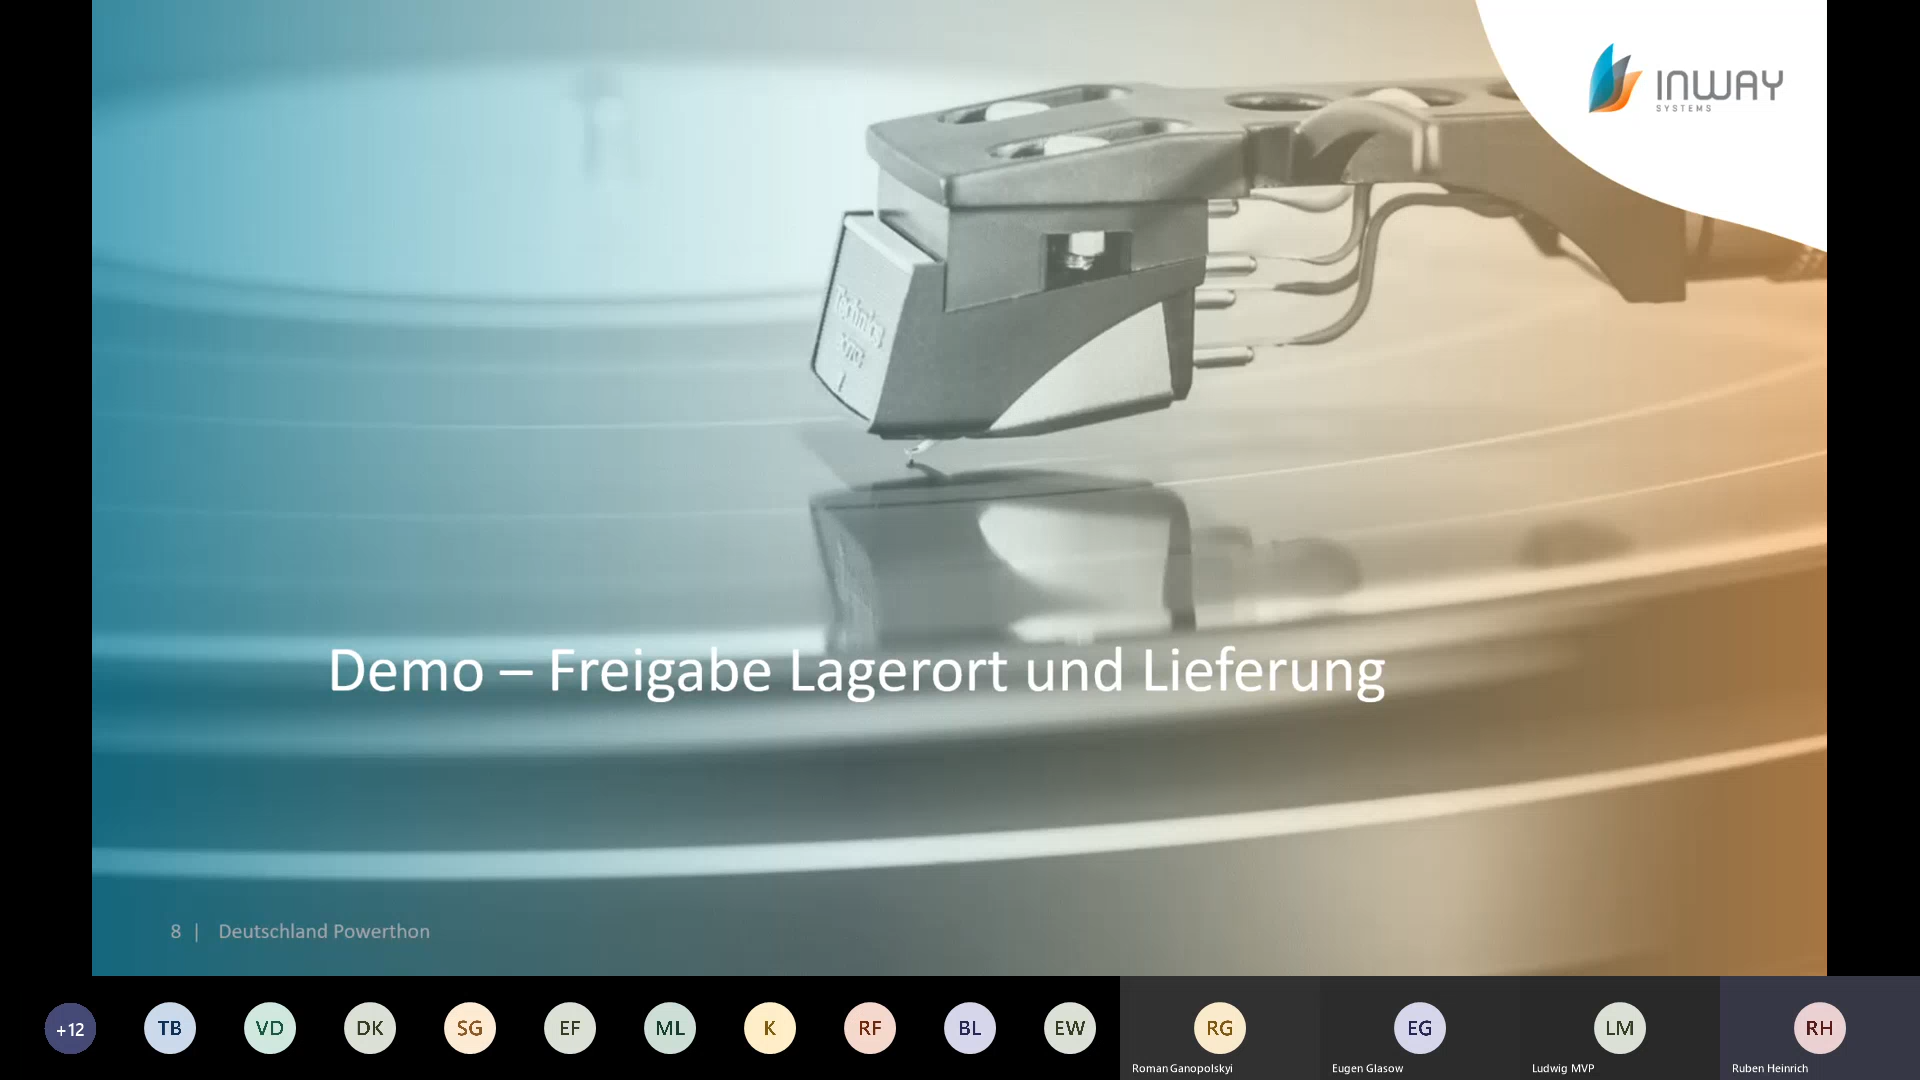 INWAY
SYSTEMS
Technics
Demo – Freigabe Lagerort und Lieferung
8 | Deutschland Powerthon
+12 TB VD DK SG EF ML K RF BL EW RG EG LM RH
Roman Ganopolskyi Eugen Glasow Ludwig MVP Ruben Heinrich